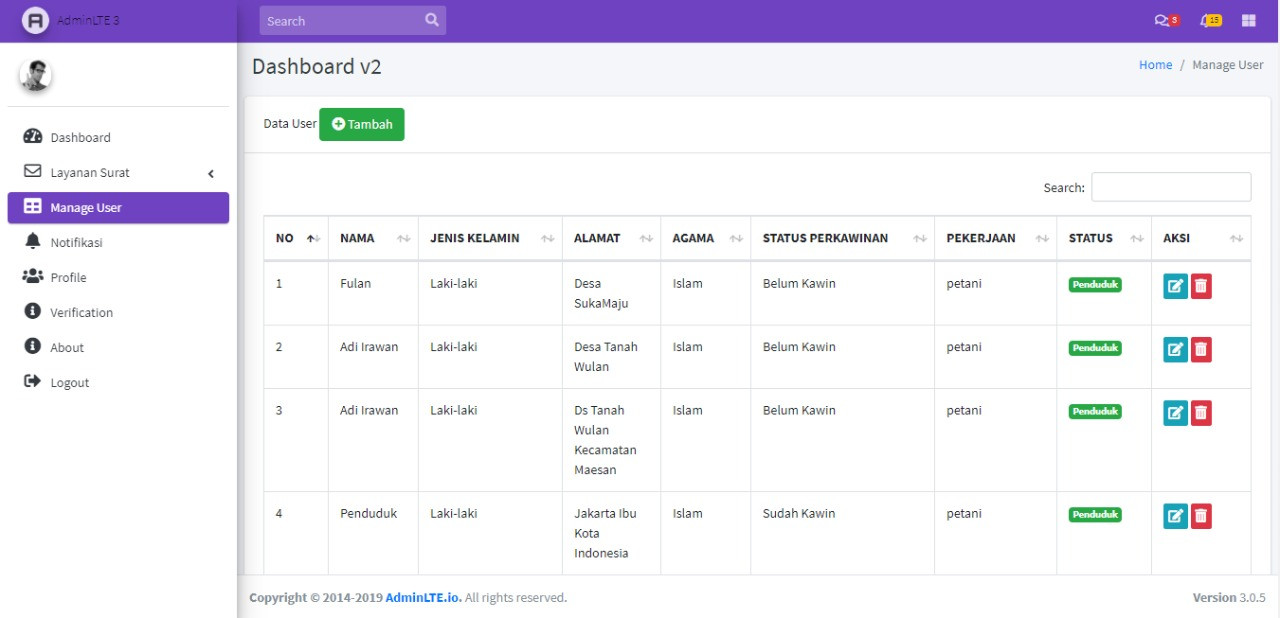 AdminLTE 3
Search
3
15
Dashboard v2
Home / Manage User
Dashboard
Layanan Surat
Manage User
Notifikasi
Profile
Verification
About
Logout
Data User Tambah
Search:
NO NAMA JENIS KELAMIN ALAMAT AGAMA STATUS PERKAWINAN PEKERJAAN STATUS AKSI
1 Fulan Laki-laki Desa Islam Belum Kawin petani Penduduk
SukaMaju
2 Adi Irawan Laki-laki Desa Tanah Islam Belum Kawin petani Penduduk
Wulan
3 Adi Irawan Laki-laki Ds Tanah Islam Belum Kawin petani Penduduk
Wulan
Kecamatan
Maesan
4 Penduduk Laki-laki Jakarta Ibu Islam Sudah Kawin petani Penduduk
Kota
Indonesia
Copyright © 2014-2019 AdminLTE.io. All rights reserved.
Version 3.0.5